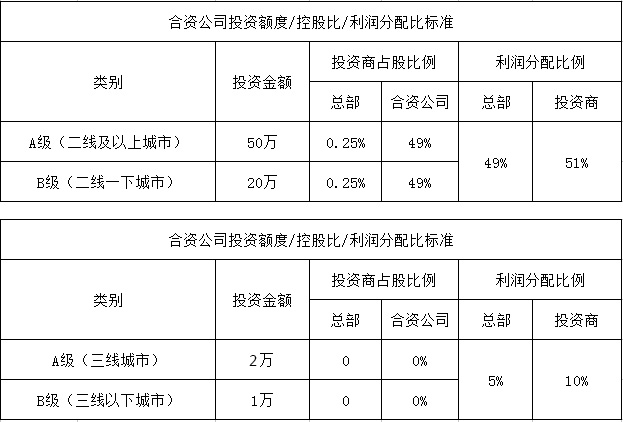 合资公司投资额度/控股比/利润分配比标准
类别 投资金额 投资商占股比例 利润分配比例
总部 合资公司 总部 投资商
A级（二线及以上城市） 50万 0.25% 49% 49% 51%
B级（二线一下城市） 20万 0.25% 49%
合资公司投资额度/控股比/利润分配比标准
类别 投资金额 投资商占股比例 利润分配比例
总部 合资公司 总部 投资商
A级（三线城市） 2万 0 0% 5% 10%
B级（三线以下城市） 1万 0 0%